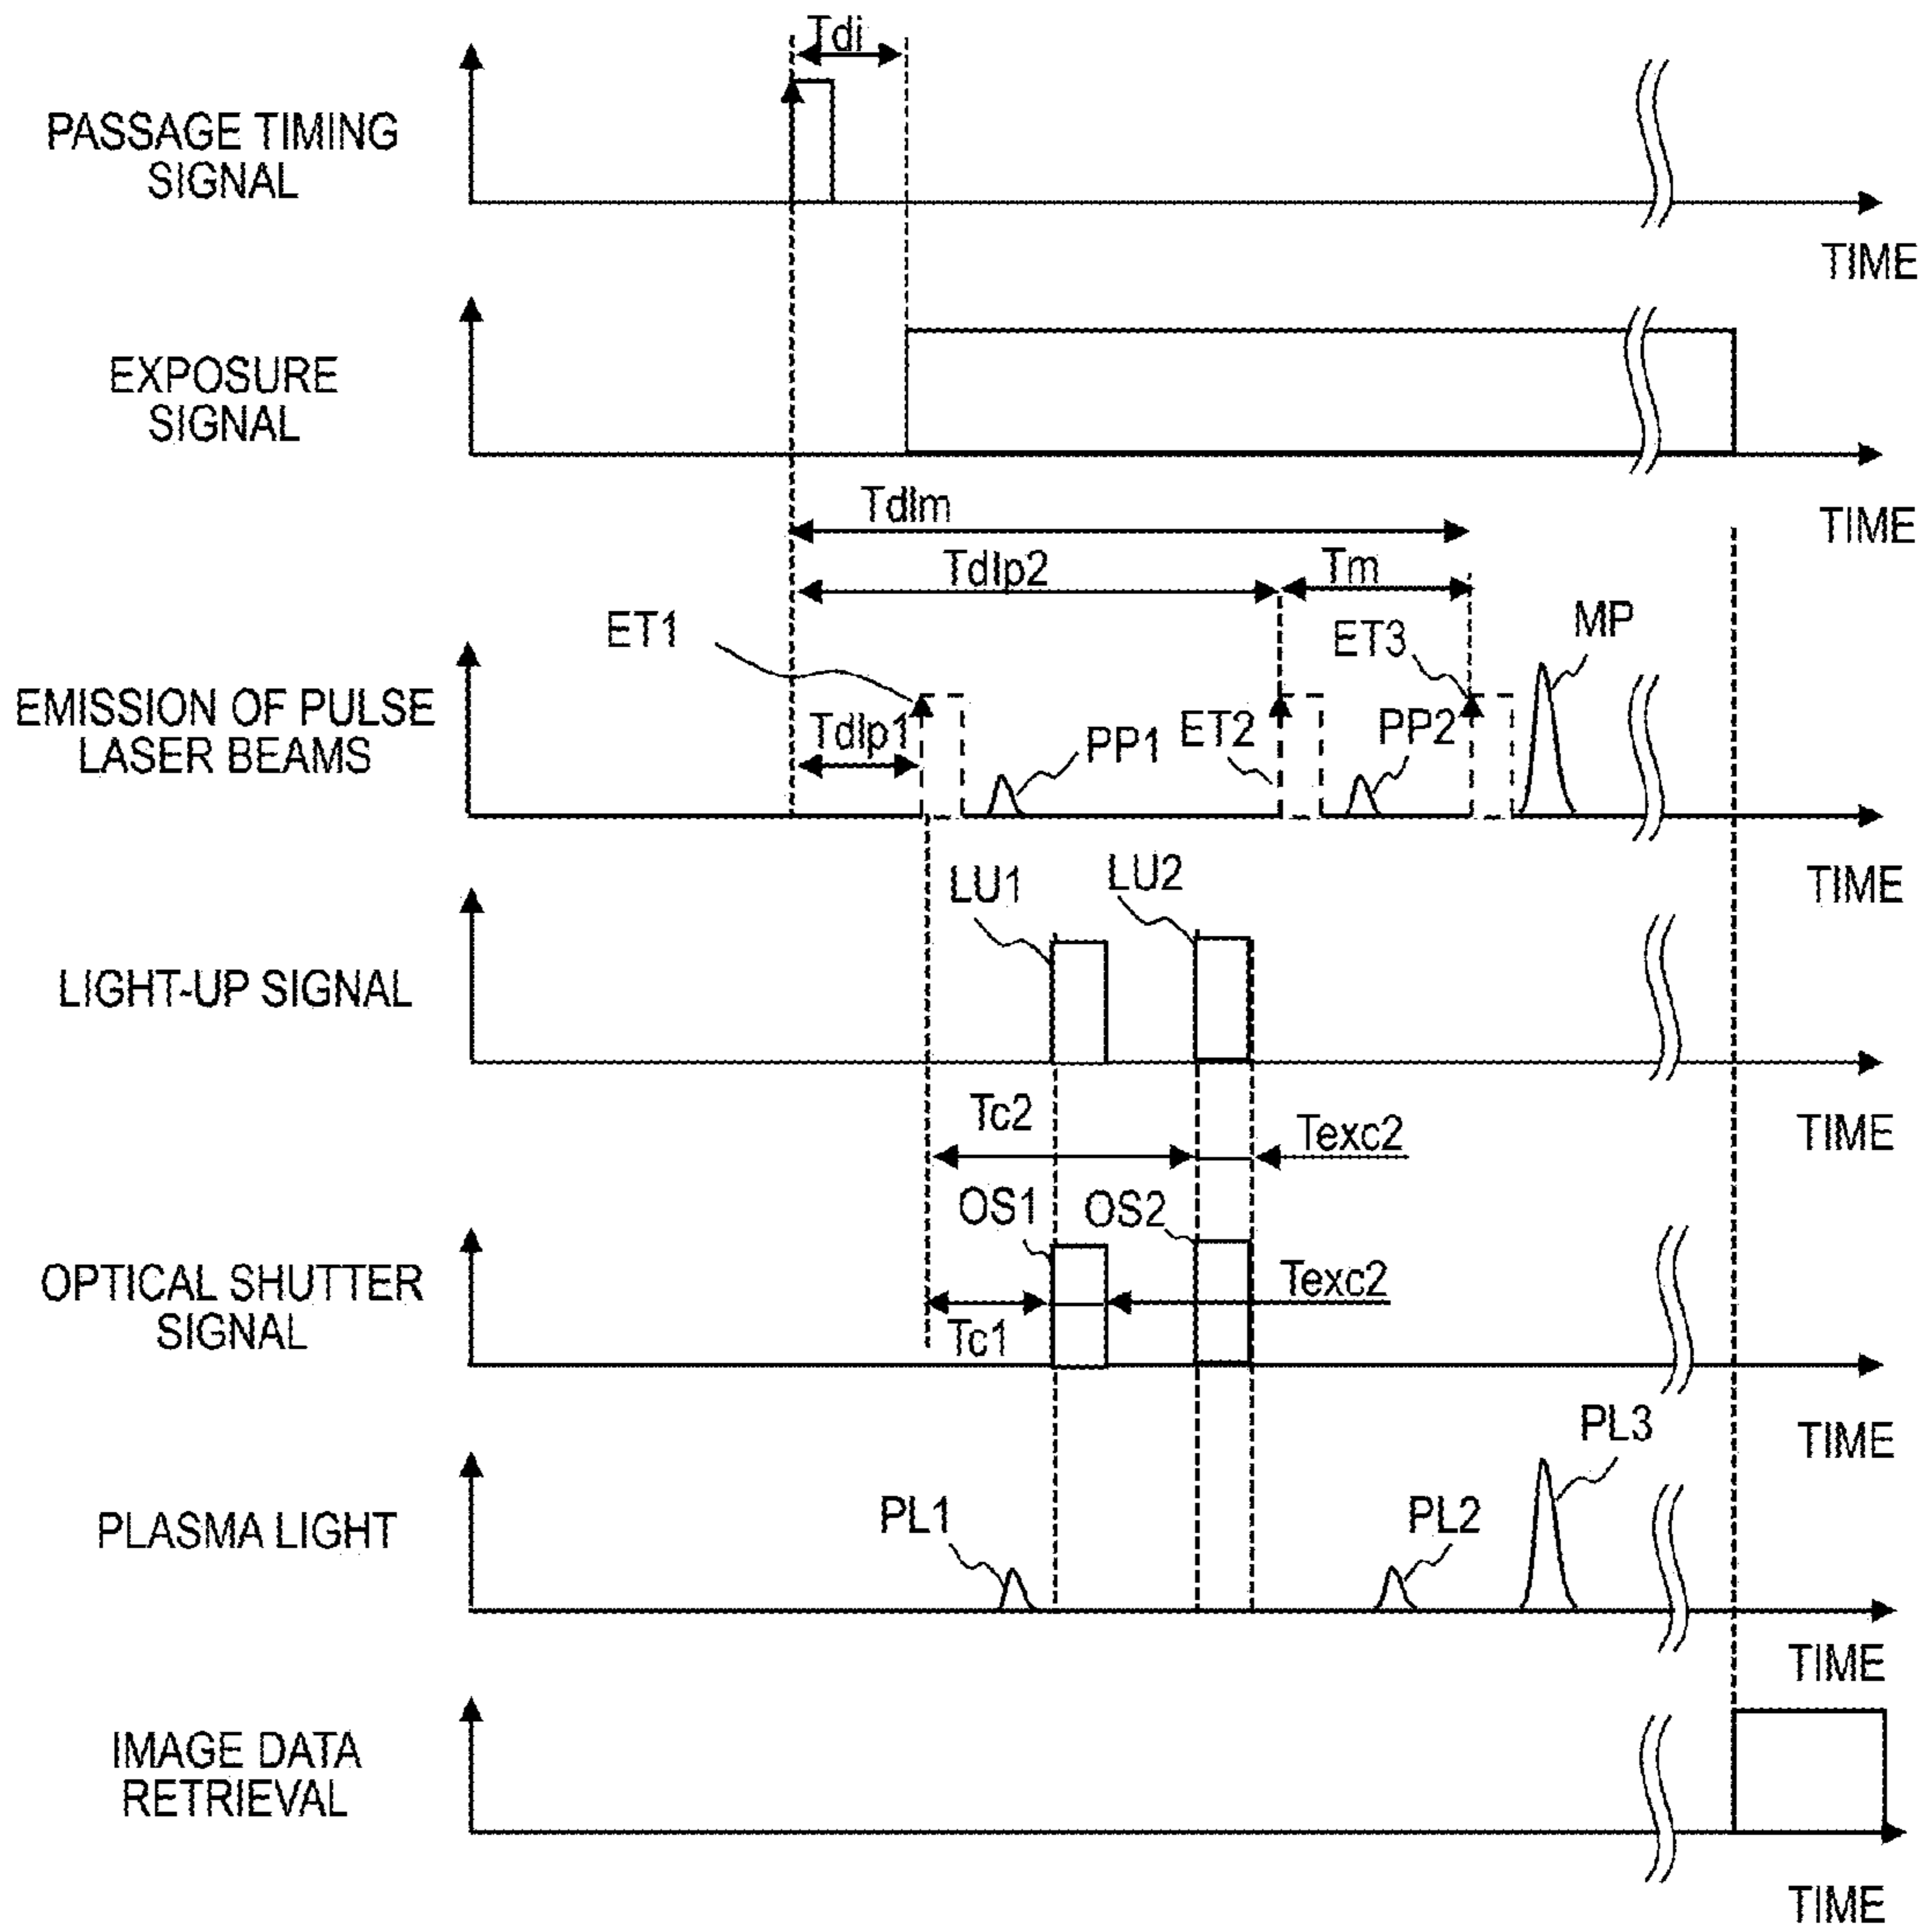 Tdi
PASSAGE TIMING
SIGNAL
TIME
EXPOSURE
SIGNAL
TIME
Tdlm
Tdlp2
Tm
ET1
ET3
MP
EMISSION OF PULSE
LASER BEAMS
Tdlp1
PP1
ET2
PP2
TIME
LU1
LU2
LIGHT-UP SIGNAL
TIME
Tc2
Texc2
OS1
OS2
OPTICAL SHUTTER
SIGNAL
Texc2
Tc1
TIME
PL3
PLASMA LIGHT
PL1
PL2
TIME
IMAGE DATA
RETRIEVAL
TIME